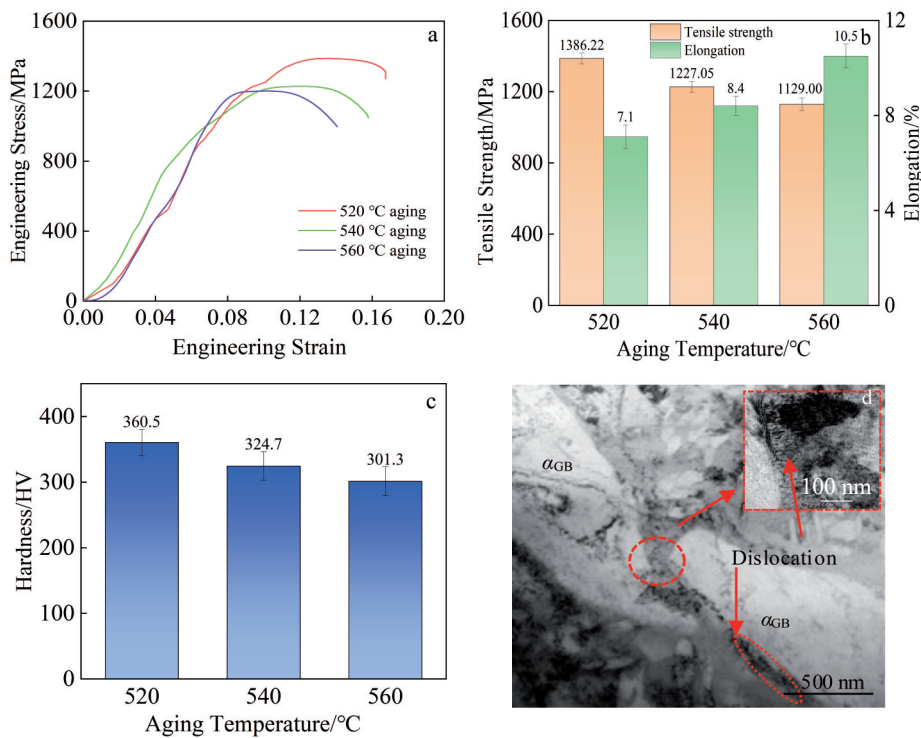 a
1600
1200
800
400
0
0.00 0.04 0.08 0.12 0.16 0.20
Engineering Stress/MPa
Engineering Strain
520 °C aging
540 °C aging
560 °C aging
b
Tensile strength
Elongation
1600
1200
800
400
0
12
8
4
0
1386.22
7.1
1227.05
8.4
1129.00
10.5
520 540 560
Tensile Strength/MPa
Elongation/%
Aging Temperature/°C
c
400
300
200
100
0
360.5
324.7
301.3
520 540 560
Hardness/HV
Aging Temperature/°C
d
αGB
100 nm
Dislocation
αGB
500 nm